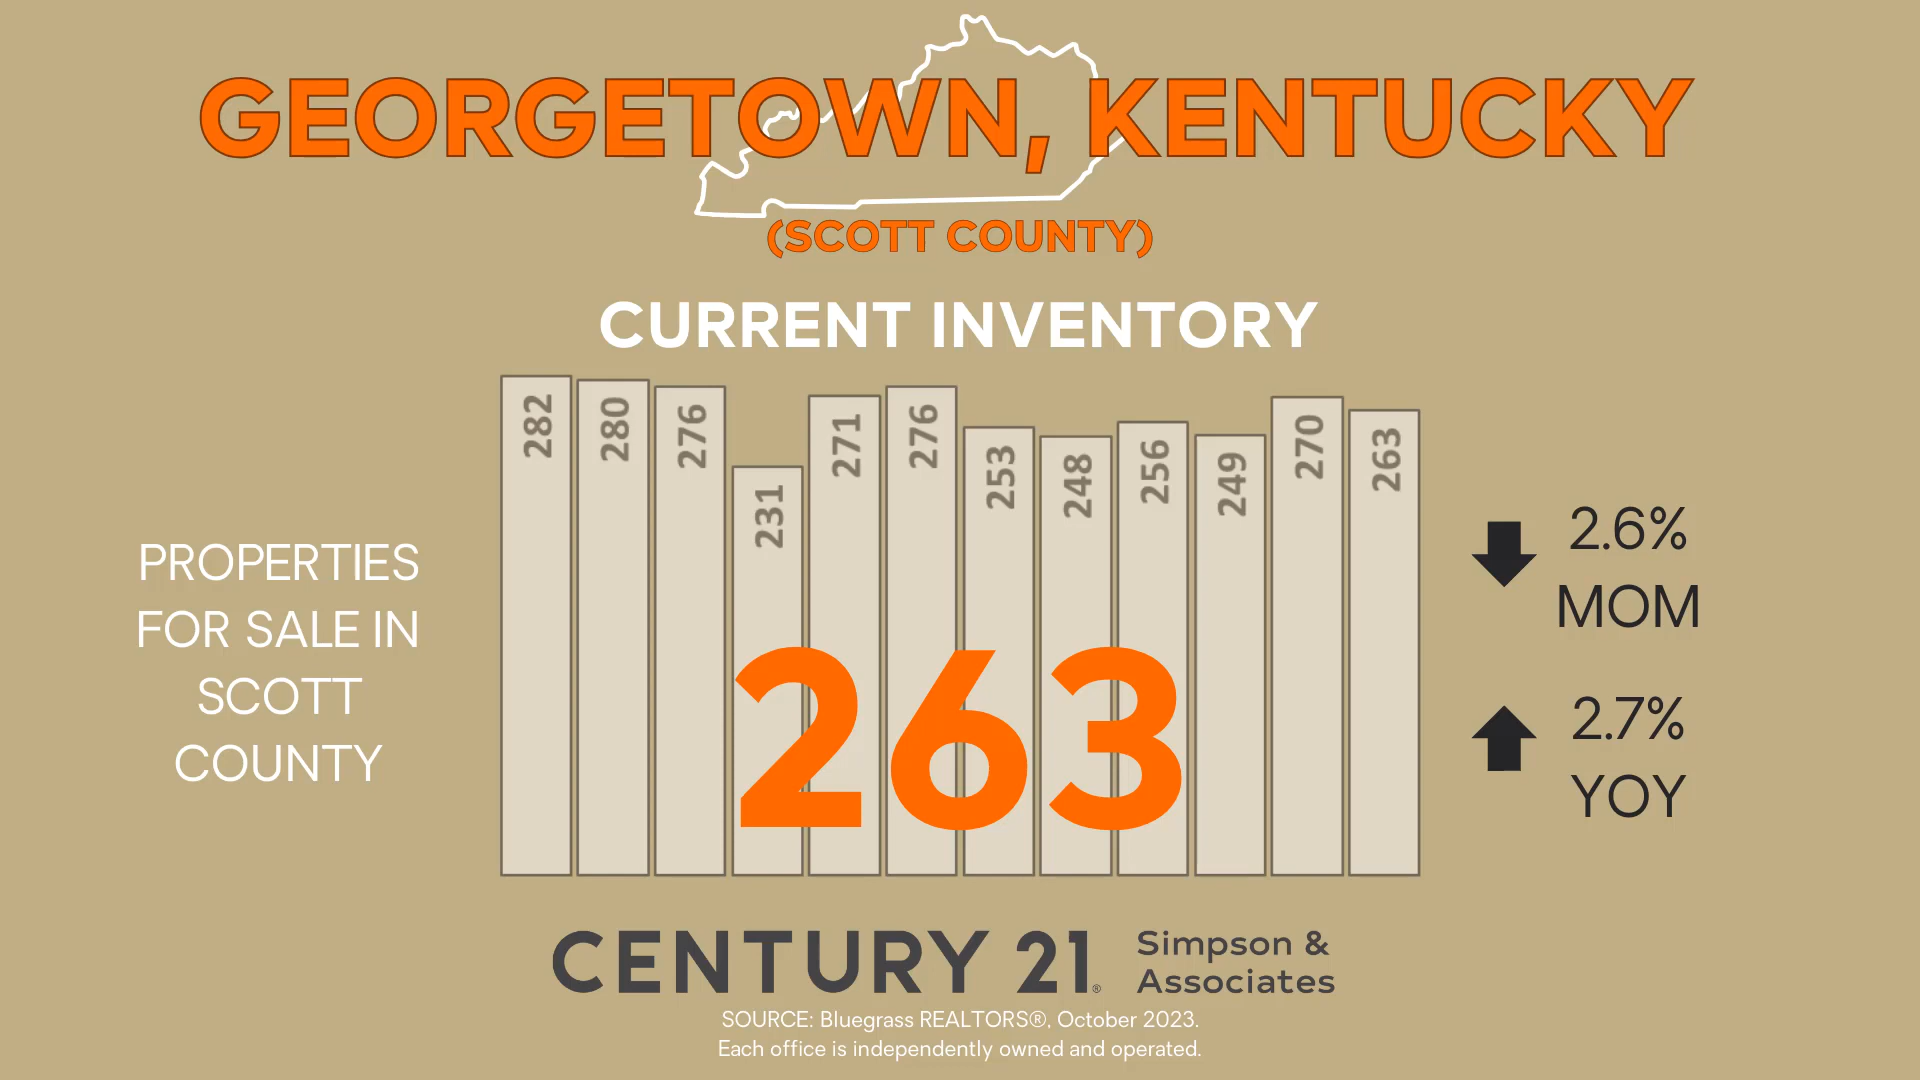 GEORGETOWN, KENTUCKY
(SCOTT COUNTY)
CURRENT INVENTORY
282
280
276
231
271
276
253
248
256
249
270
263
PROPERTIES
FOR SALE IN
SCOTT
COUNTY
263
2.6%
MOM
2.7%
YOY
CENTURY 21®
Simpson &
Associates
SOURCE: Bluegrass REALTORS®, October 2023.
Each office is independently owned and operated.